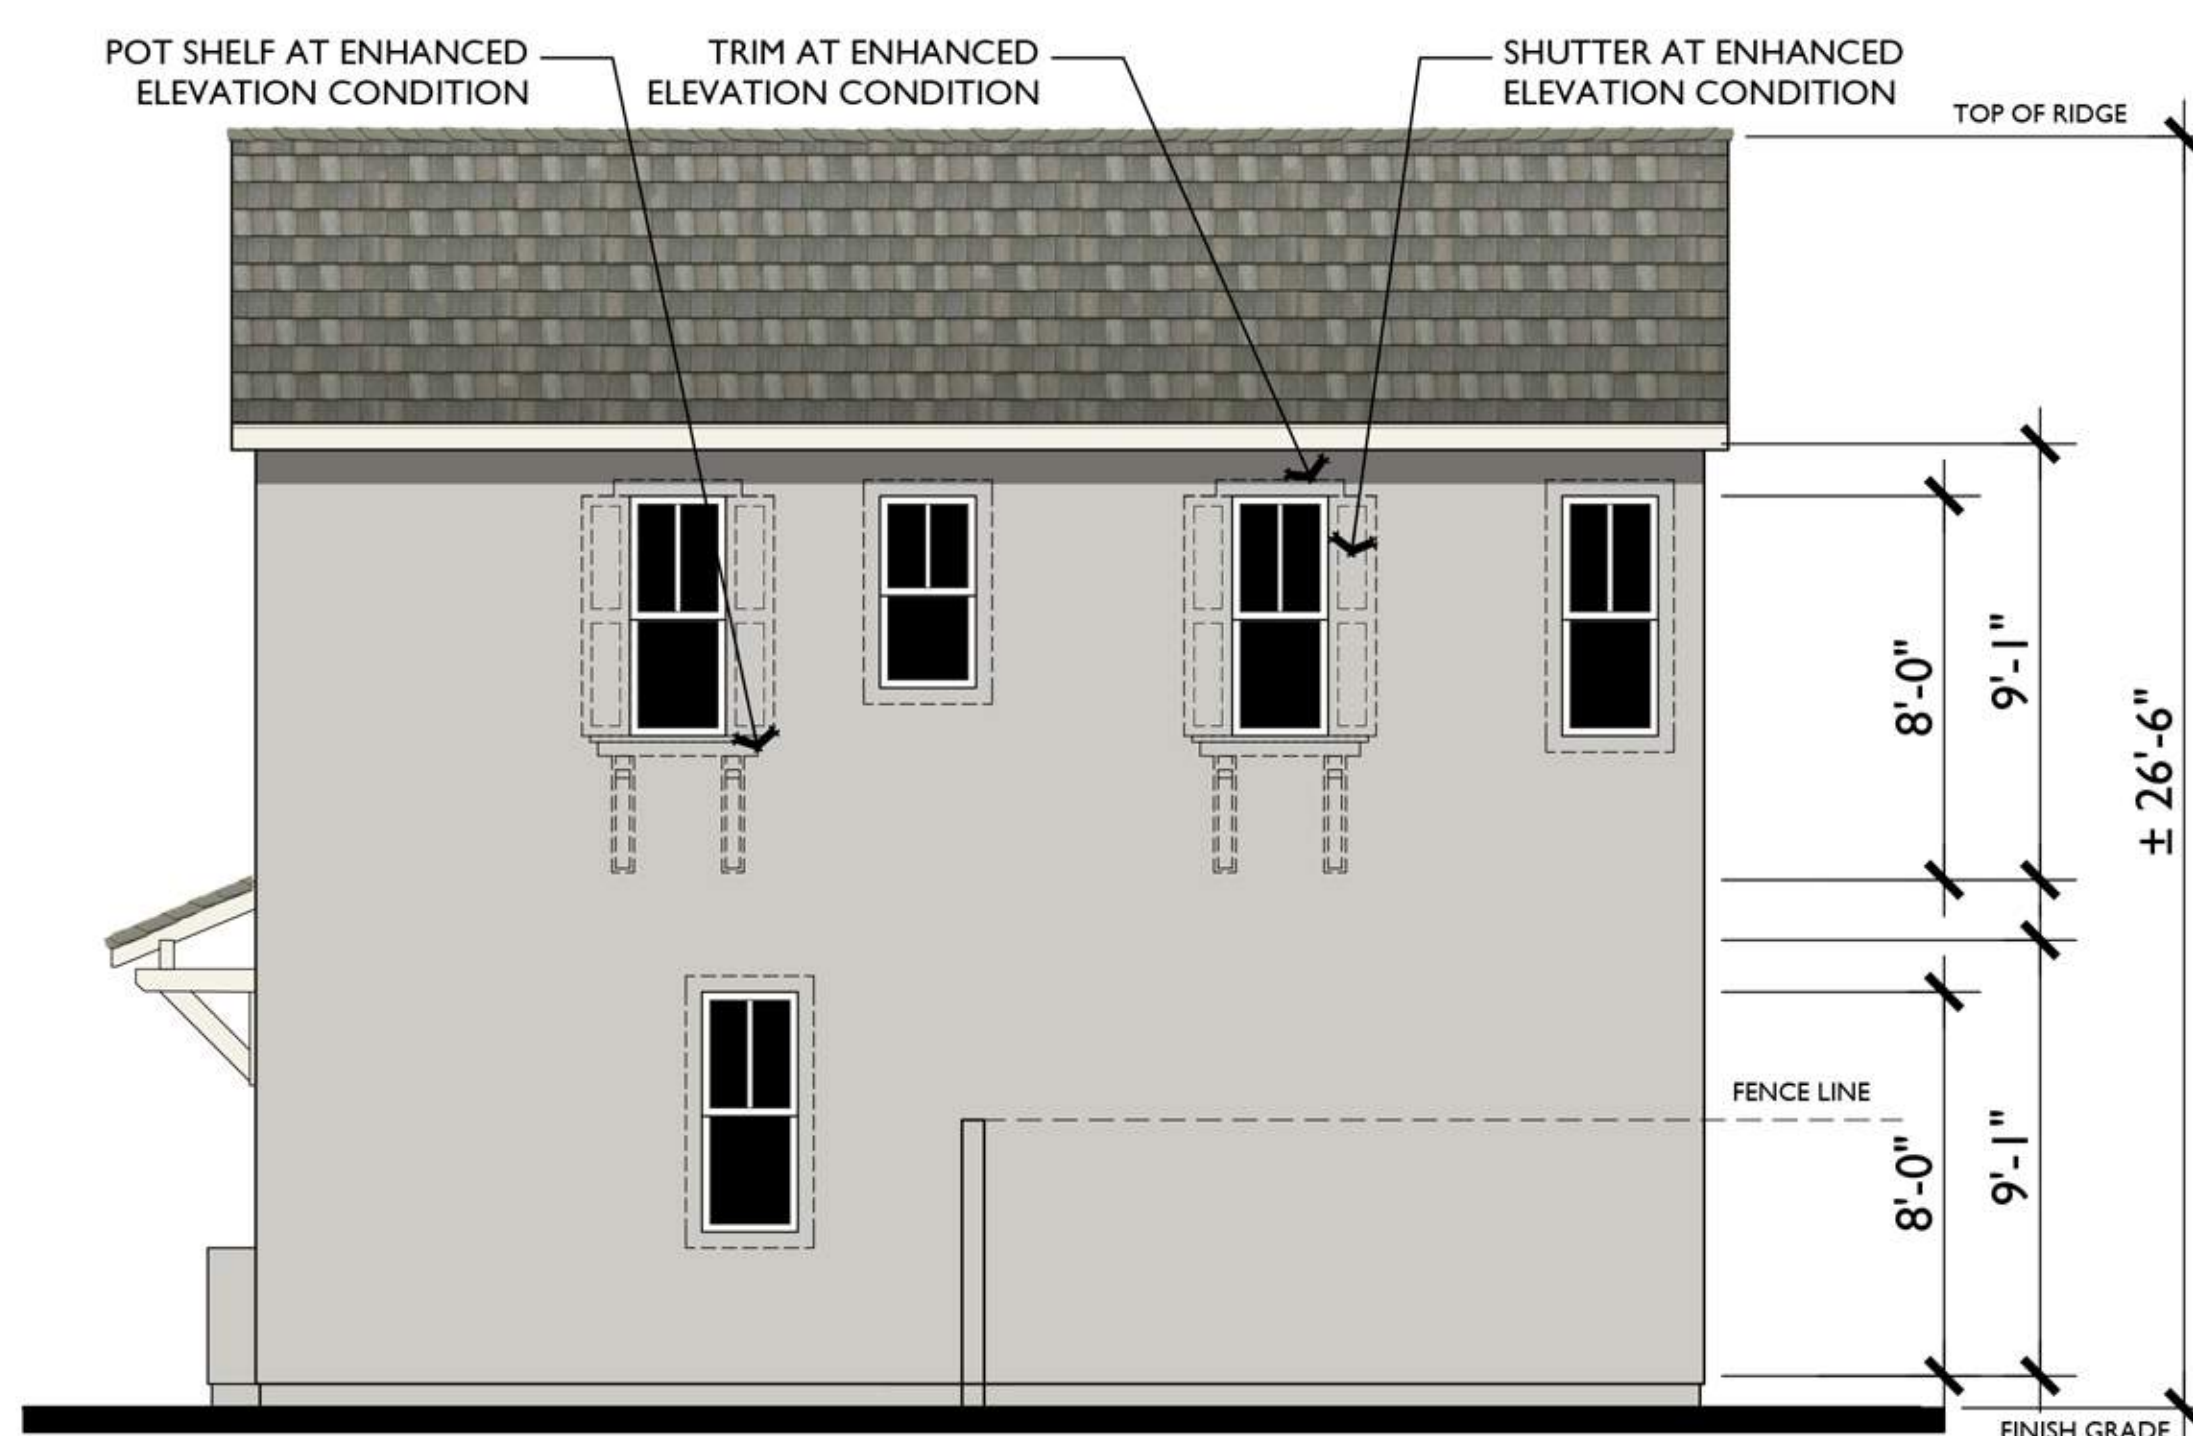 POT SHELF AT ENHANCED
ELEVATION CONDITION
TRIM AT ENHANCED
ELEVATION CONDITION
SHUTTER AT ENHANCED
ELEVATION CONDITION
TOP OF RIDGE
8'-0"
9'-1"
± 26'-6"
FENCE LINE
8'-0"
9'-1"
FINISH GRADE